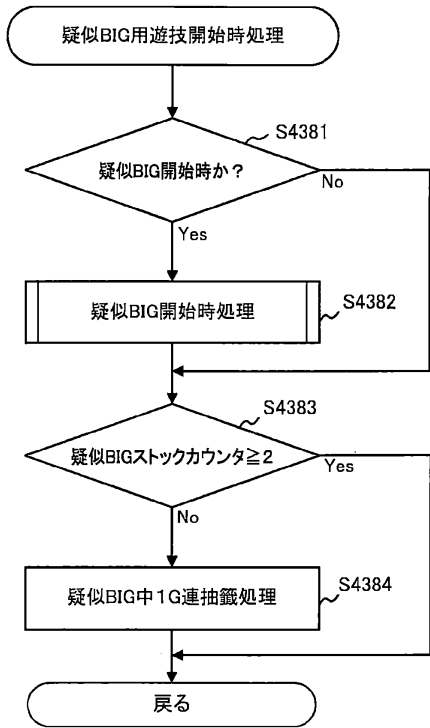 疑似BIG用遊技開始時処理
S4381
疑似BIG開始時か？
No
Yes
疑似BIG開始時処理
S4382
S4383
疑似BIGストックカウンタ≧2
Yes
No
疑似BIG中1G連抽籤処理
S4384
戻る